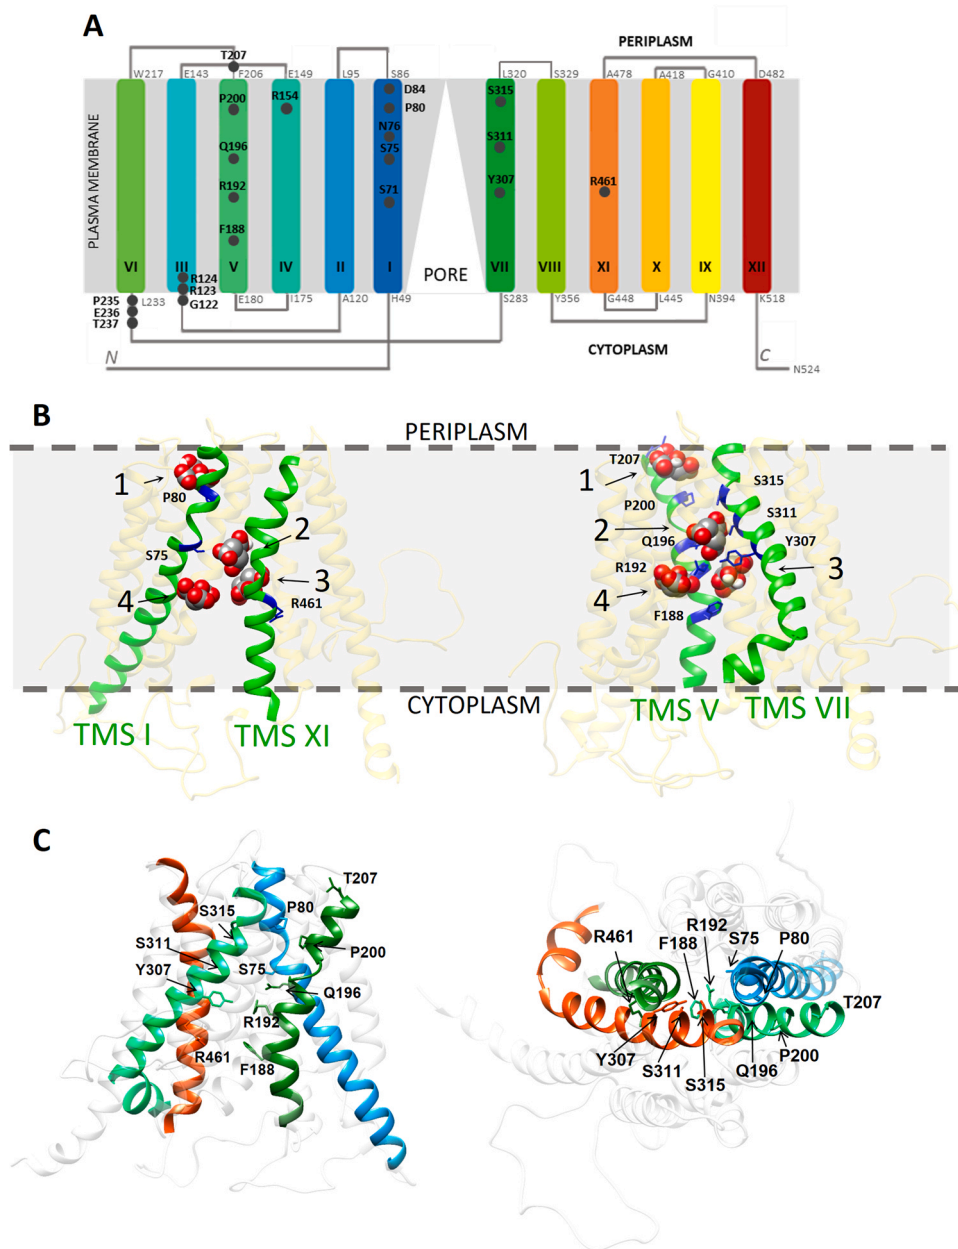 A
PERIPLASM
T207
W217
E143
F206
E149
L95
S86
L320
S329
A478
A418
G410
D482
PLASMA MEMBRANE
P200
R154
D84
P80
N76
S75
S71
Q196
R192
F188
S315
S311
Y307
R461
VI
III
V
IV
II
I
PORE
VII
VIII
XI
X
IX
XII
R124
R123
G122
P235
E236
T237
L233
E180
I175
A120
H49
S283
Y356
G448
L445
N394
K518
N
CYTOPLASM
C
N524
B
PERIPLASM
1
P80
2
S75
3
4
R461
T207
1
S315
P200
S311
2
Q196
Y307
R192
3
4
F188
CYTOPLASM
TMS I
TMS XI
TMS V
TMS VII
C
T207
P80
S315
P200
S311
S75
Y307
Q196
R192
R461
F188
R192
R461
F188
S75
P80
T207
Y307
P200
S311
Q196
S315